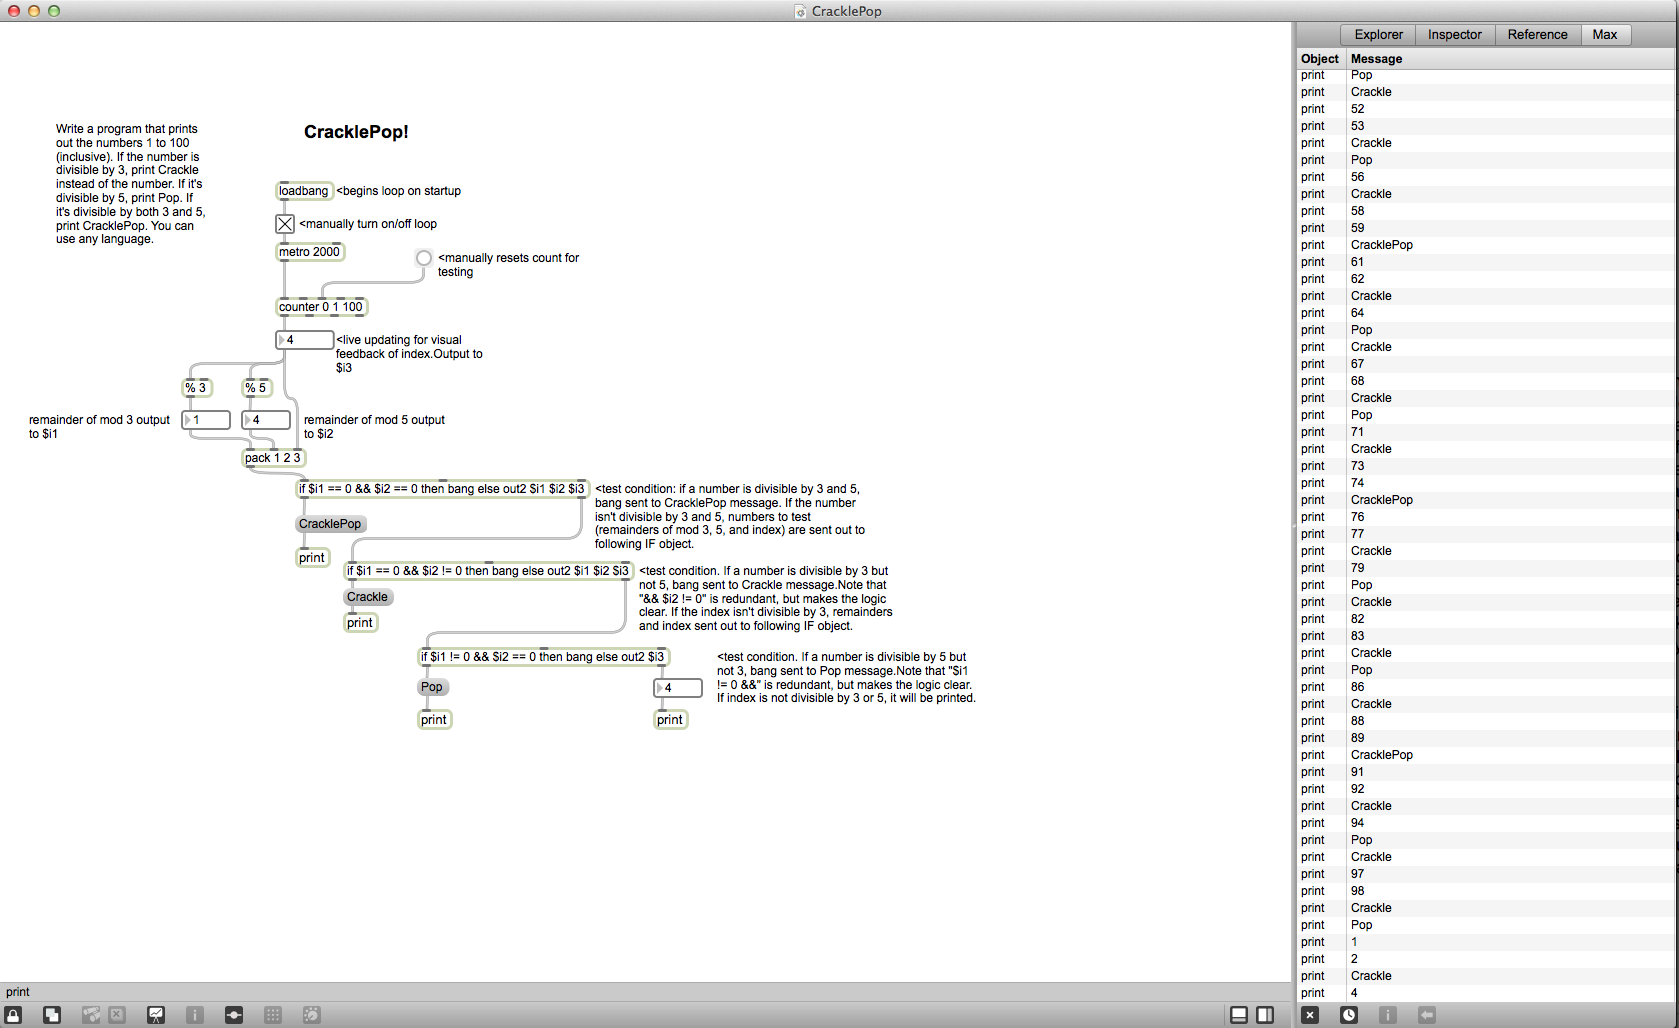 CracklePop
Write a program that prints
out the numbers 1 to 100
(inclusive). If the number is
divisible by 3, print Crackle
instead of the number. If it's
divisible by 5, print Pop. If
it's divisible by both 3 and 5,
print CracklePop. You can
use any language.
CracklePop!
loadbang
<begins loop on startup
<manually turn on/off loop
metro 2000
<manually resets count for
testing
counter 0 1 100
4
<live updating for visual
feedback of index.Output to
$i3
% 3
% 5
remainder of mod 3 output
to $i1
1
4
remainder of mod 5 output
to $i2
pack 1 2 3
if $i1 == 0 && $i2 == 0 then bang else out2 $i1 $i2 $i3
<test condition: if a number is divisible by 3 and 5,
bang sent to CracklePop message. If the number
isn't divisible by 3 and 5, numbers to test
(remainders of mod 3, 5, and index) are sent out to
following IF object.
CracklePop
print
if $i1 == 0 && $i2 != 0 then bang else out2 $i1 $i2 $i3
<test condition. If a number is divisible by 3 but
not 5, bang sent to Crackle message.Note that
"&& $i2 != 0" is redundant, but makes the logic
clear. If the index isn't divisible by 3, remainders
and index sent out to following IF object.
Crackle
print
if $i1 != 0 && $i2 == 0 then bang else out2 $i3
<test condition. If a number is divisible by 5 but
not 3, bang sent to Pop message.Note that "$i1
!= 0 &&" is redundant, but makes the logic clear.
If index is not divisible by 3 or 5, it will be printed.
Pop
4
print
print
print
Explorer Inspector Reference Max
Object Message
print Pop
print Crackle
print 52
print 53
print Crackle
print Pop
print 56
print Crackle
print 58
print 59
print CracklePop
print 61
print 62
print Crackle
print 64
print Pop
print Crackle
print 67
print 68
print Crackle
print Pop
print 71
print Crackle
print 73
print 74
print CracklePop
print 76
print 77
print Crackle
print 79
print Pop
print Crackle
print 82
print 83
print Crackle
print Pop
print 86
print Crackle
print 88
print 89
print CracklePop
print 91
print 92
print Crackle
print 94
print Pop
print Crackle
print 97
print 98
print Crackle
print Pop
print 1
print 2
print Crackle
print 4